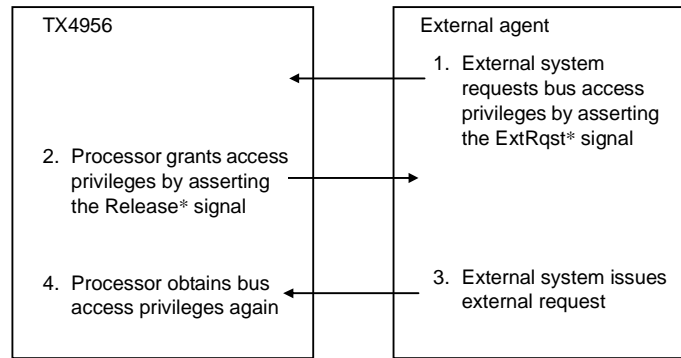 TX4956
External agent
1. External system
requests bus access
privileges by asserting
the ExtRqst* signal
2. Processor grants access
privileges by asserting
the Release* signal
3. External system issues
external request
4. Processor obtains bus
access privileges again